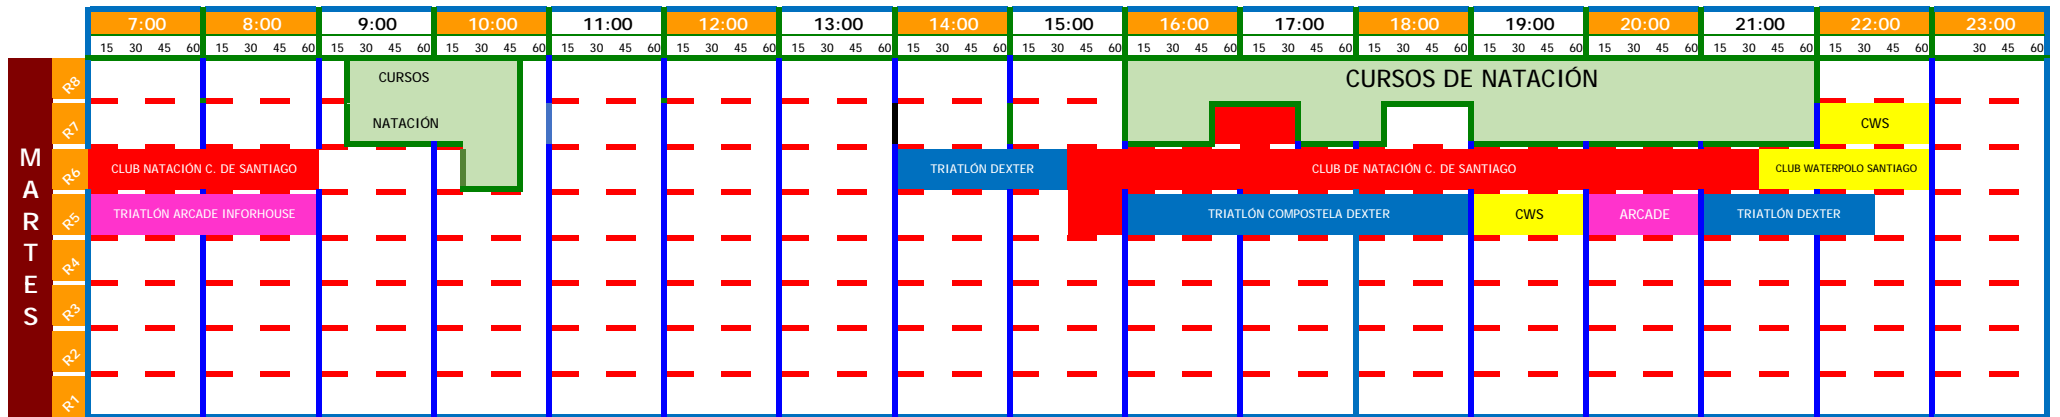 7:00 8:00 9:00 10:00 11:00 12:00 13:00 14:00 15:00 16:00 17:00 18:00 19:00 20:00 21:00 22:00 23:00
15 30 45 60 15 30 45 60 15 30 45 60 15 30 45 60 15 30 45 60 15 30 45 60 15 30 45 60 15 30 45 60 15 30 45 60 15 30 45 60 15 30 45 60 15 30 45 60 15 30 45 60 15 30 45 60 15 30 45 60 15 30 45 60 30 45 60
MARTES
R8 CURSOS CURSOS DE NATACIÓN
R7 NATACIÓN CWS
R6 CLUB NATACIÓN C. DE SANTIAGO TRIATLÓN DEXTER CLUB DE NATACIÓN C. DE SANTIAGO CLUB WATERPOLO SANTIAGO
R5 TRIATLÓN ARCADE INFORHOUSE TRIATLÓN COMPOSTELA DEXTER CWS ARCADE TRIATLÓN DEXTER
R4
R3
R2
R1